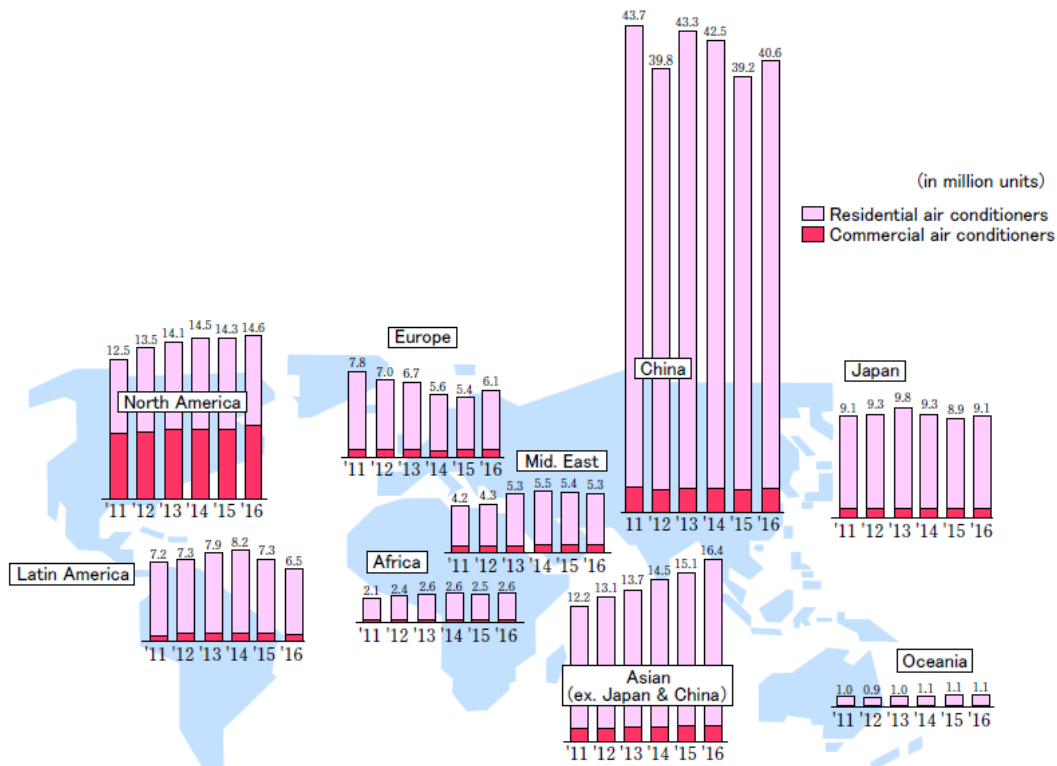 (in million units)
Residential air conditioners
Commercial air conditioners
North America
12.5 13.5 14.1 14.5 14.3 14.6
'11 '12 '13 '14 '15 '16
Europe
7.8 7.0 6.7 5.6 5.4 6.1
'11 '12 '13 '14 '15 '16
China
43.7 39.8 43.3 42.5 39.2 40.6
'11 '12 '13 '14 '15 '16
Japan
9.1 9.3 9.8 9.3 8.9 9.1
'11 '12 '13 '14 '15 '16
Mid. East
4.2 4.3 5.3 5.5 5.4 5.3
'11 '12 '13 '14 '15 '16
Latin America
7.2 7.3 7.9 8.2 7.3 6.5
'11 '12 '13 '14 '15 '16
Africa
2.1 2.4 2.6 2.6 2.5 2.6
'11 '12 '13 '14 '15 '16
Asian
(ex. Japan & China)
12.2 13.1 13.7 14.5 15.1 16.4
'11 '12 '13 '14 '15 '16
Oceania
1.0 0.9 1.0 1.1 1.1 1.1
'11 '12 '13 '14 '15 '16